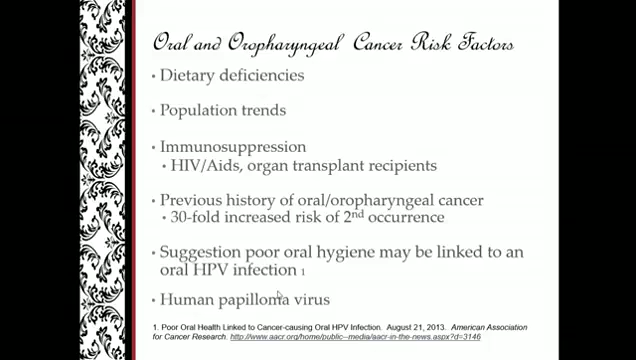 Oral and Oropharyngeal Cancer Risk Factors
• Dietary deficiencies
• Population trends
• Immunosuppression
• HIV/Aids, organ transplant recipients
• Previous history of oral/oropharyngeal cancer
• 30-fold increased risk of 2nd occurrence
• Suggestion poor oral hygiene may be linked to an
oral HPV infection 1
• Human papilloma virus
1. Poor Oral Health Linked to Cancer-causing Oral HPV Infection. August 21, 2013. American Association
for Cancer Research. http://www.aacr.org/home/public--media/aacr-in-the-news.aspx?d=3146